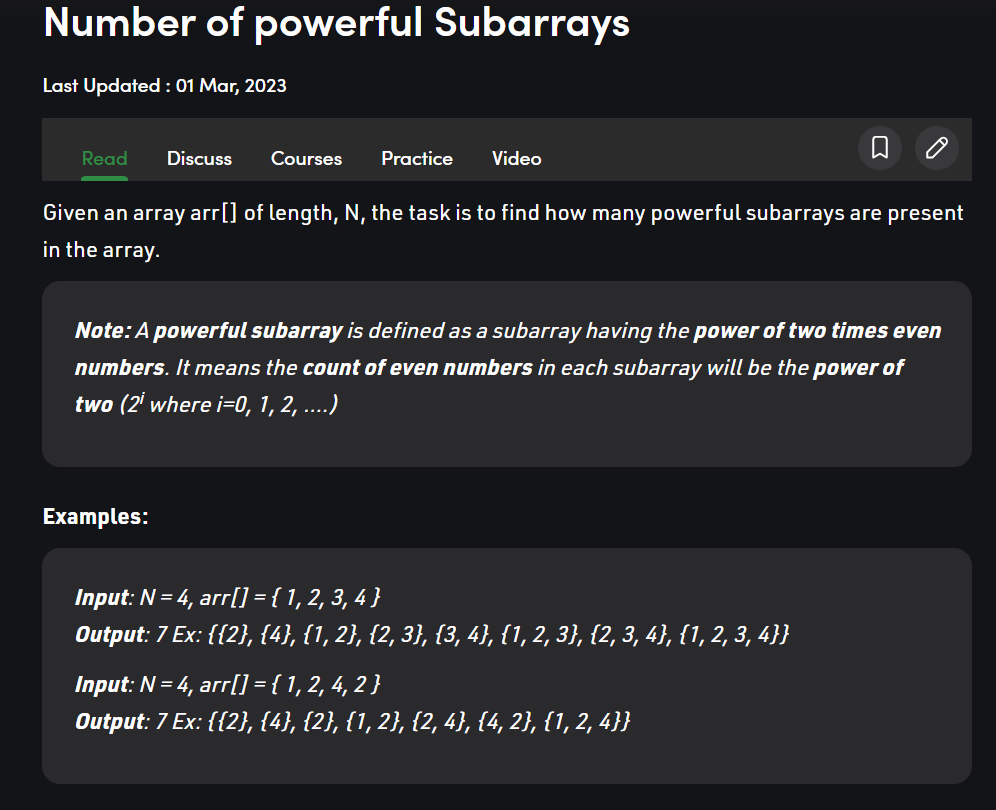 Number of powerful Subarrays
Last Updated : 01 Mar, 2023
Read Discuss Courses Practice Video
Given an array arr[] of length, N, the task is to find how many powerful subarrays are present
in the array.
Note: A powerful subarray is defined as a subarray having the power of two times even
numbers. It means the count of even numbers in each subarray will be the power of
two (2ⁱ where i=0, 1, 2, ....)
Examples:
Input: N = 4, arr[] = { 1, 2, 3, 4 }
Output: 7 Ex: {{2}, {4}, {1, 2}, {2, 3}, {3, 4}, {1, 2, 3}, {2, 3, 4}, {1, 2, 3, 4}}
Input: N = 4, arr[] = { 1, 2, 4, 2 }
Output: 7 Ex: {{2}, {4}, {2}, {1, 2}, {2, 4}, {4, 2}, {1, 2, 4}}